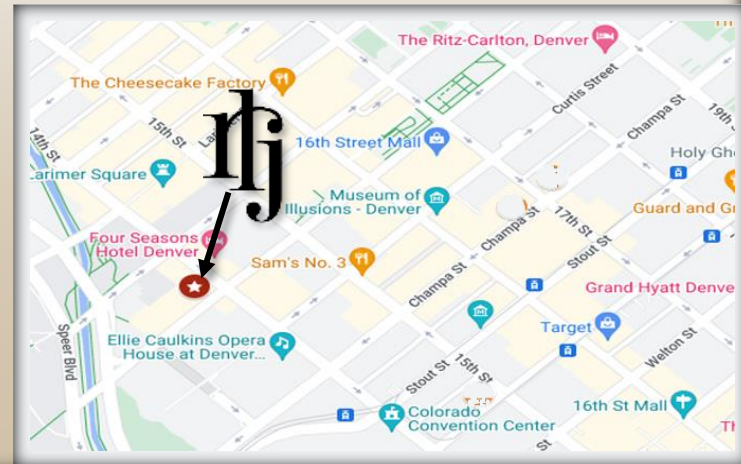 The Ritz-Carlton, Denver
The Cheesecake Factory
Curtis Street
Champa St
19th
14th St
15th St
16th Street Mall
Holy
Larimer Square
rlj
Museum of
Illusions - Denver
Guard and
Champa St
17th St
Stout St
Four Seasons
Hotel Denver
Sam's No. 3
Champa St
Grand Hyatt Denve
Speer Blvd
Ellie Caulkins Opera
House at Denver...
Target
Welton St
Stout St
15th St
16th St Mall
Colorado
Convention Center
St